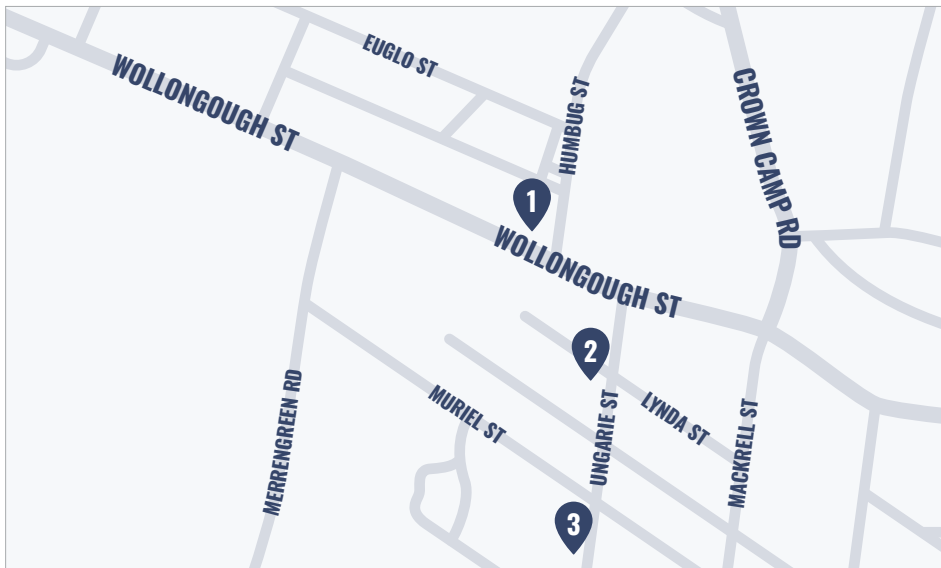 EUGLO ST
WOLLONGOUGH ST
HUMBUG ST
CROWN CAMP RD
1
WOLLONGOUGH ST
2
MERRENGREEN RD
MURIEL ST
UNGARIE ST
LYNDA ST
MACKRELL ST
3